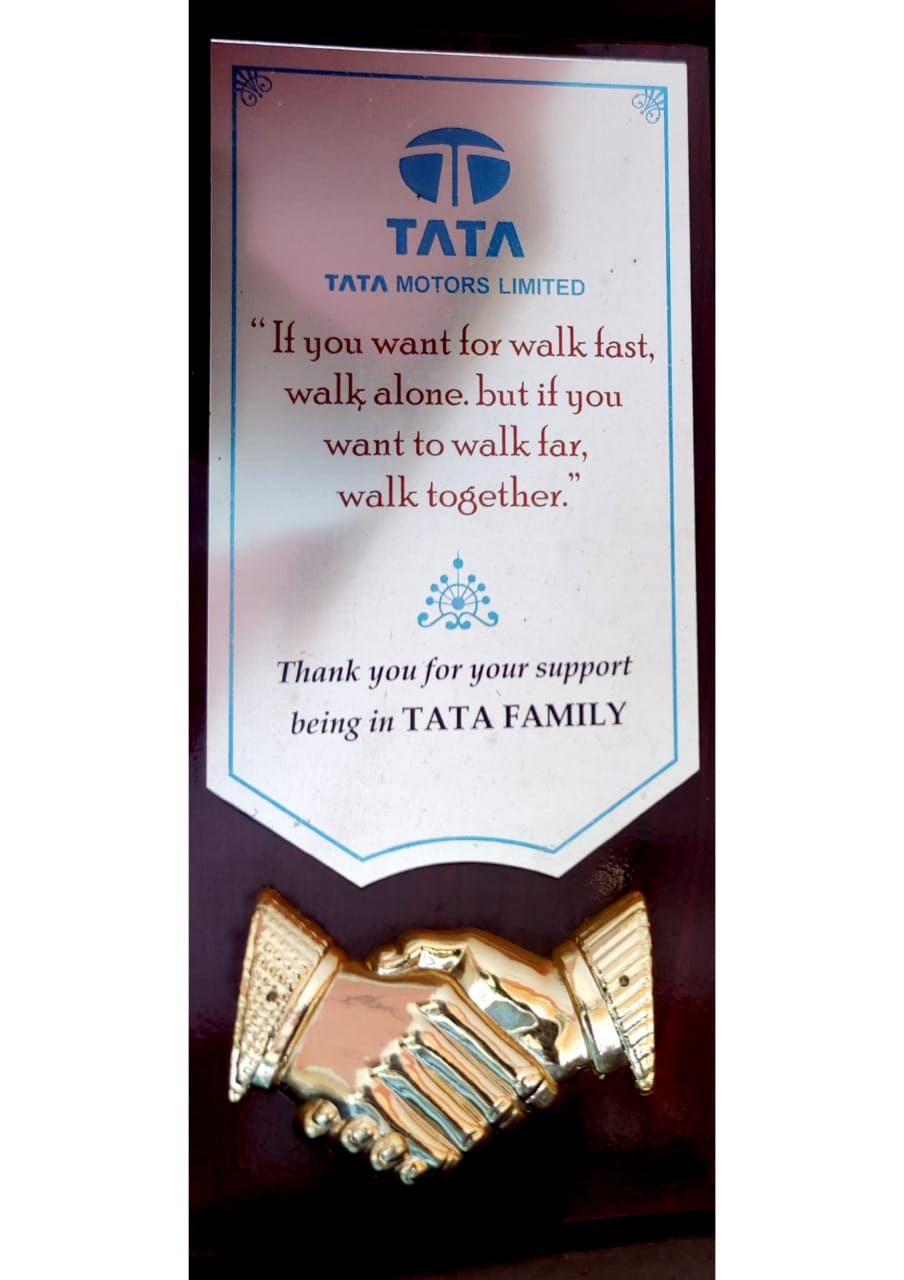 TATA
TATA MOTORS LIMITED
“If you want for walk fast,
walk alone. but if you
want to walk far,
walk together.”
Thank you for your support
being in TATA FAMILY